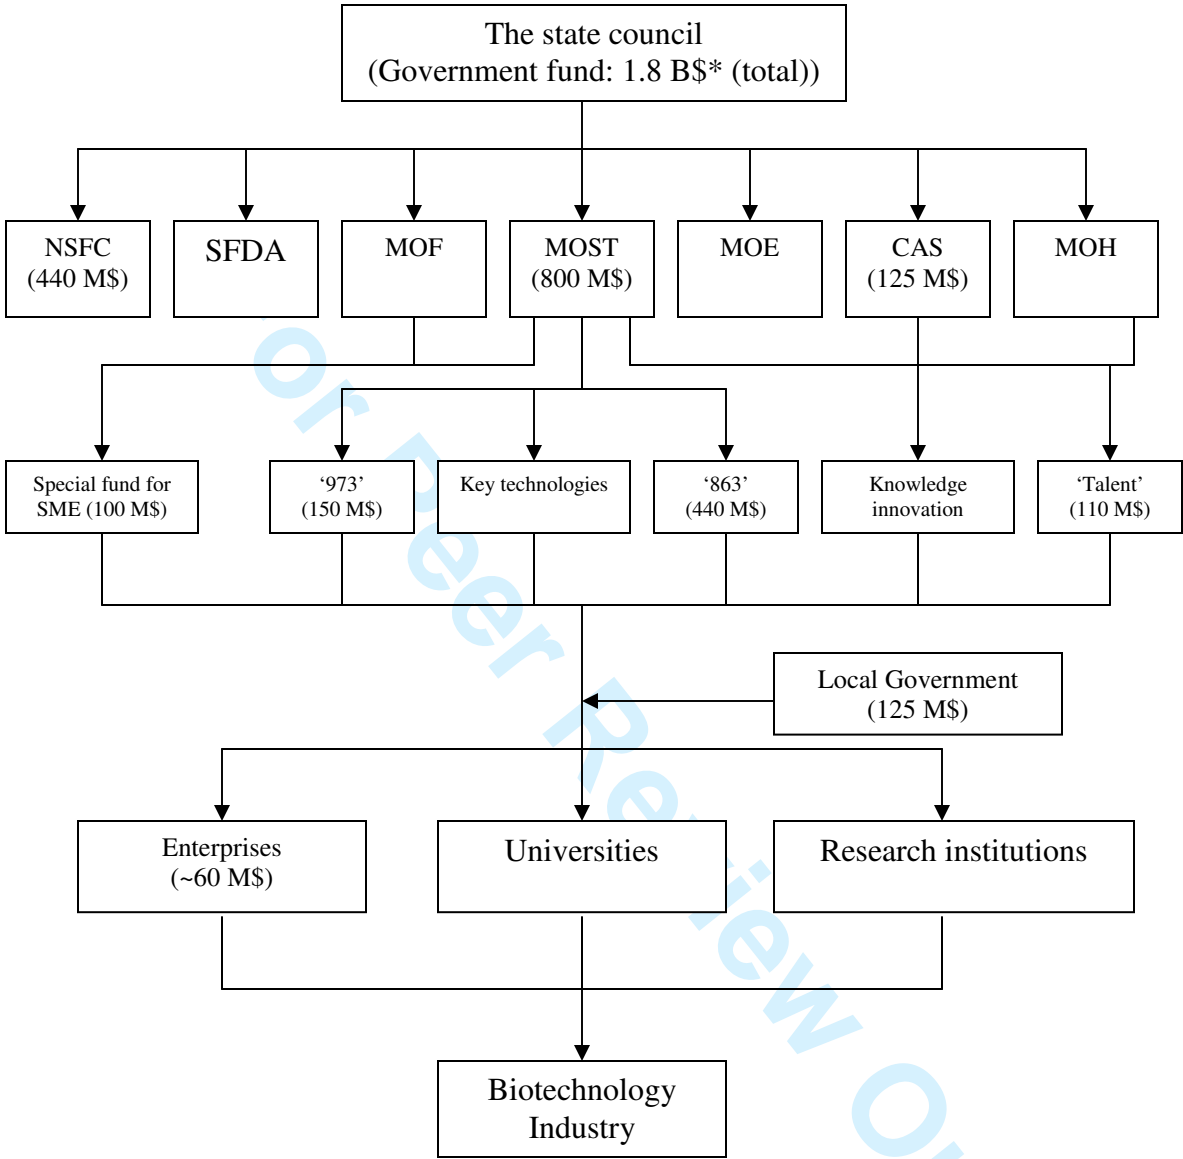 The state council
(Government fund: 1.8 B$* (total))
NSFC
(440 M$)
SFDA
MOF
MOST
(800 M$)
MOE
CAS
(125 M$)
MOH
Special fund for
SME (100 M$)
‘973’
(150 M$)
Key technologies
‘863’
(440 M$)
Knowledge
innovation
‘Talent’
(110 M$)
Local Government
(125 M$)
Enterprises
(~60 M$)
Universities
Research institutions
Biotechnology
Industry
or Peer Review